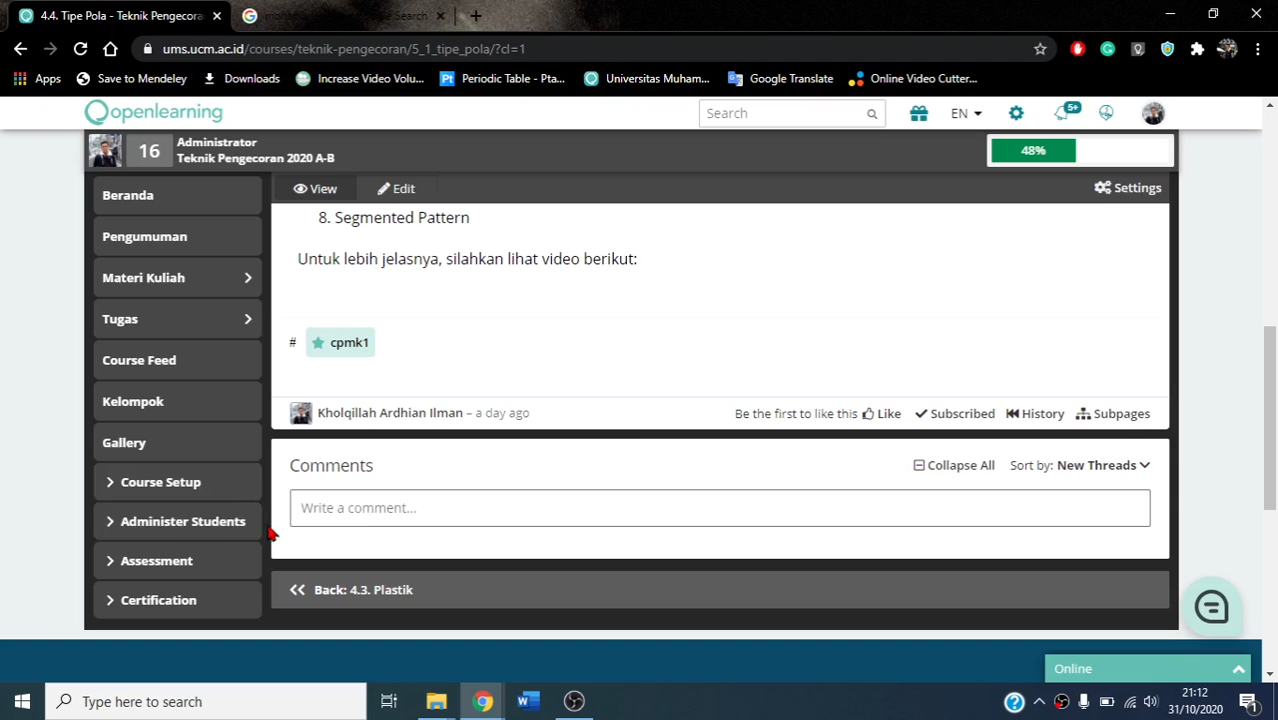 4.4. Tipe Pola - Teknik Pengecora
Search
ums.ucm.ac.id/courses/teknik-pengecoran/5_1_tipe_pola/?cl=1
Apps Save to Mendeley Downloads Increase Video Volu... Periodic Table - Pta... Universitas Muham... Google Translate Online Video Cutter...
openlearning Search EN 5+
16 Administrator
Teknik Pengecoran 2020 A-B
48%
Beranda
Pengumuman
Materi Kuliah
Tugas
Course Feed
Kelompok
Gallery
Course Setup
Administer Students
Assessment
Certification
View Edit Settings
8. Segmented Pattern
Untuk lebih jelasnya, silahkan lihat video berikut:
# cpmk1
Kholqillah Ardhian Ilman – a day ago Be the first to like this Like Subscribed History Subpages
Comments Collapse All Sort by: New Threads
Write a comment...
Back: 4.3. Plastik
Online
Type here to search
21:12
31/10/2020
1